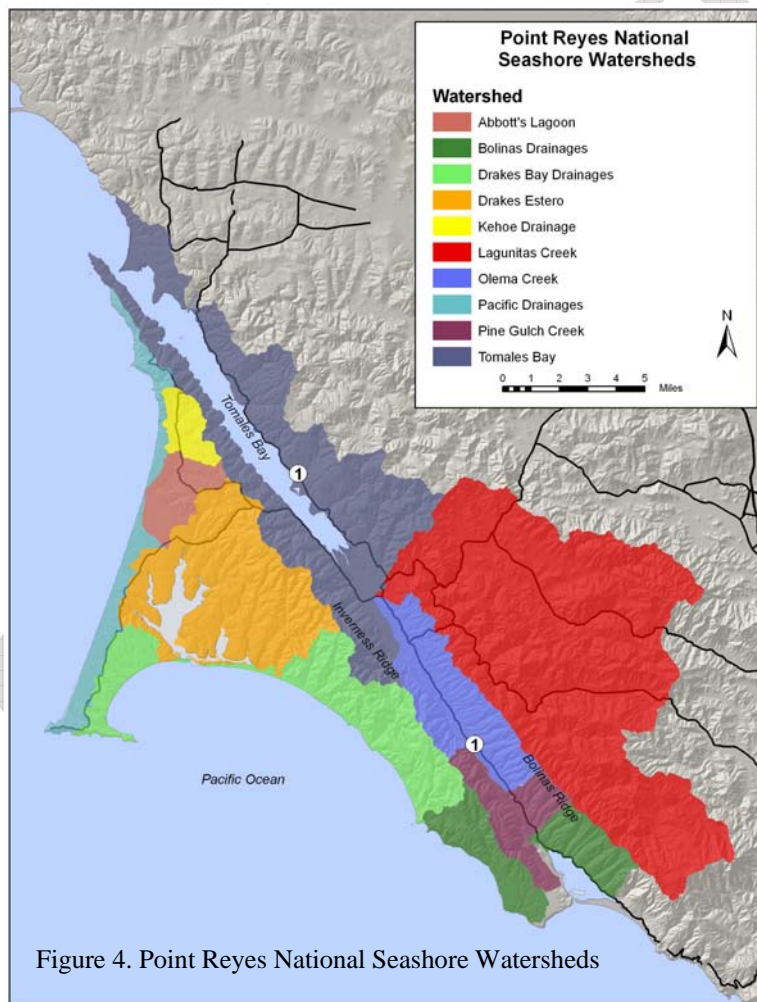 Point Reyes National
Seashore Watersheds
Watershed
Abbott's Lagoon
Bolinas Drainages
Drakes Bay Drainages
Drakes Estero
Kehoe Drainage
Lagunitas Creek
Olema Creek
Pacific Drainages
Pine Gulch Creek
Tomales Bay
N
0 1 2 3 4 5
Miles
Tomales Bay
1
Inverness Ridge
1
Bolinas Ridge
Pacific Ocean
Figure 4. Point Reyes National Seashore Watersheds